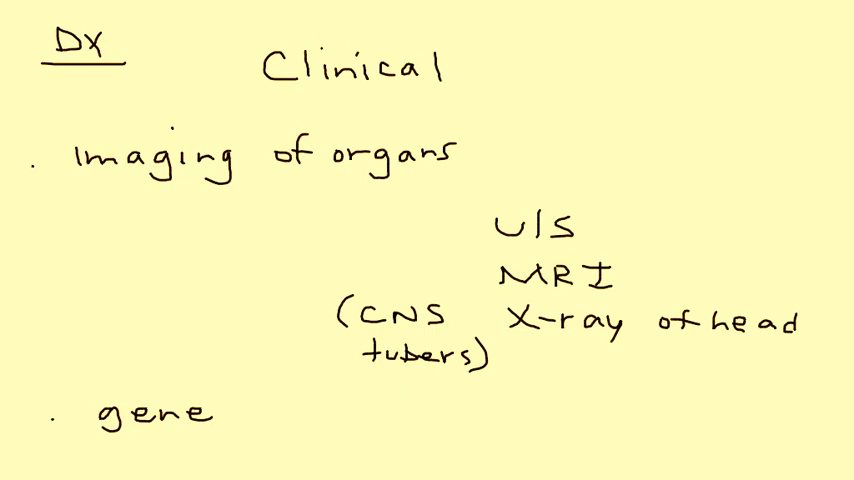 DX
Clinical
. Imaging of organs
U/S
MRI
(CNS X-ray of head
tubers)
. gene